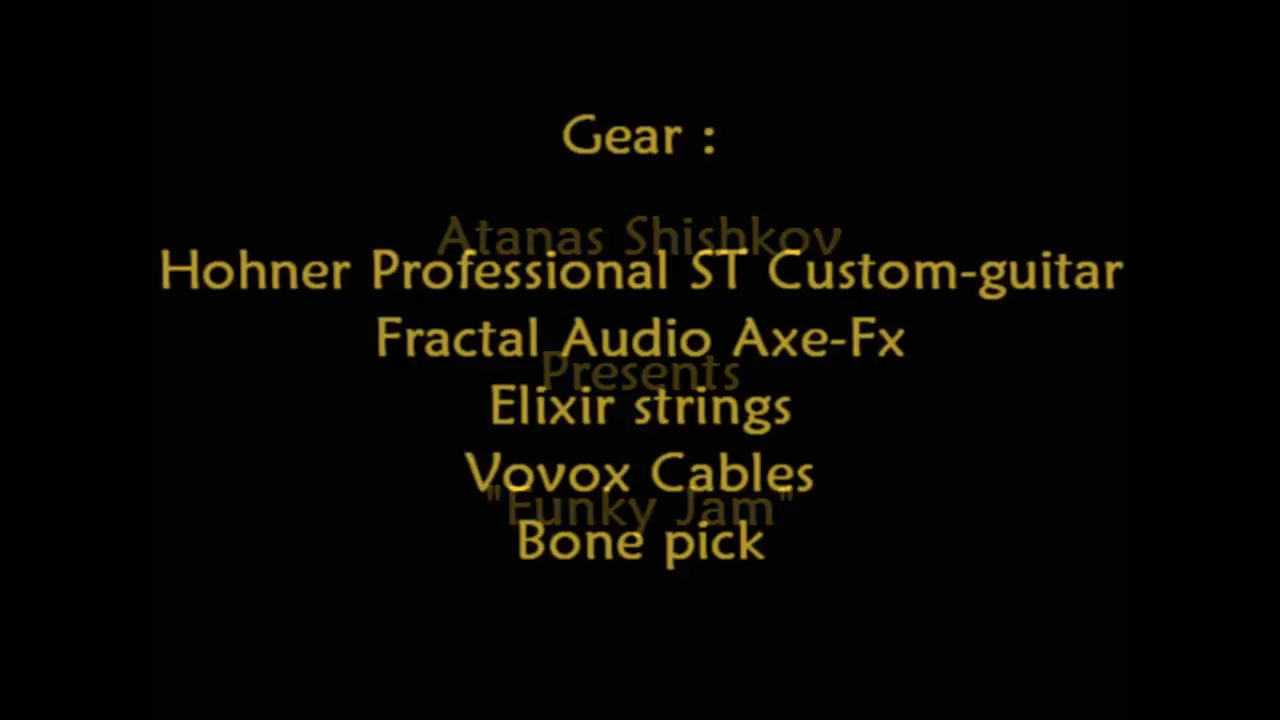 Gear :
Atanas Shishkov
Hohner Professional ST Custom-guitar
Fractal Audio Axe-Fx
Presents
Elixir strings
Vovox Cables
"Funky Jam"
Bone pick